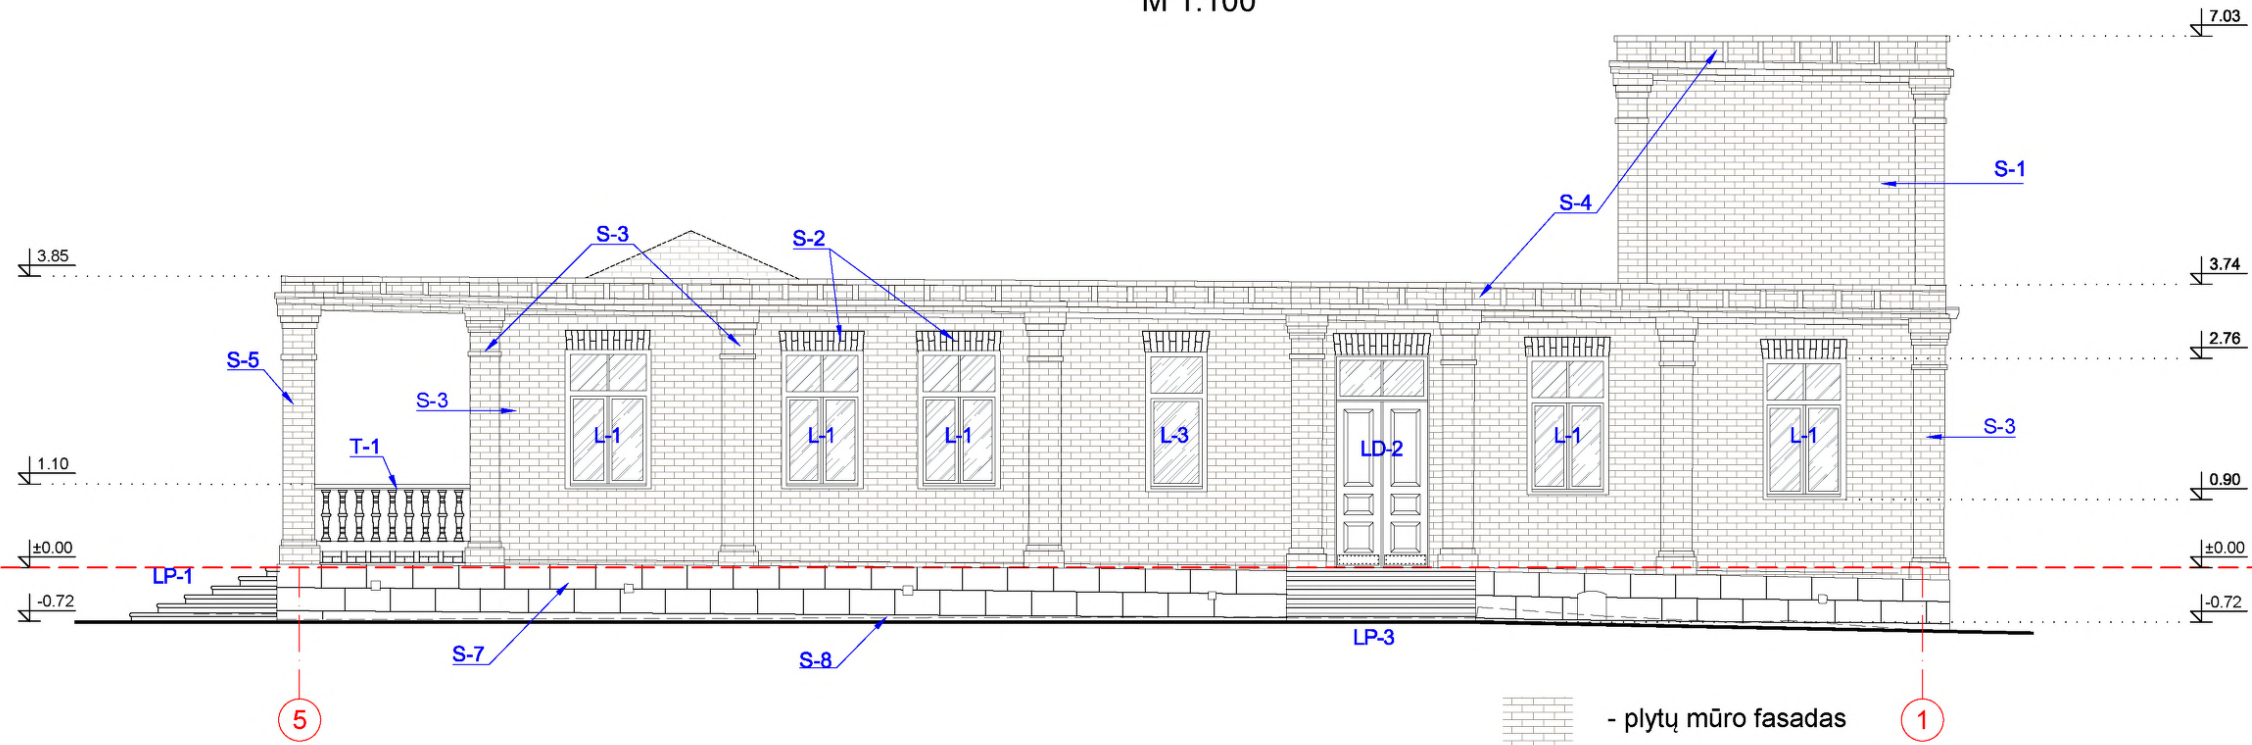 M 1:100
7.03
S-1
S-4
S-3
S-2
3.85
3.74
2.76
S-5
S-3
L-1
L-1
L-1
L-3
LD-2
L-1
L-1
S-3
T-1
1.10
0.90
±0.00
±0.00
LP-1
-0.72
-0.72
S-7
S-8
LP-3
5
- plytų mūro fasadas
1